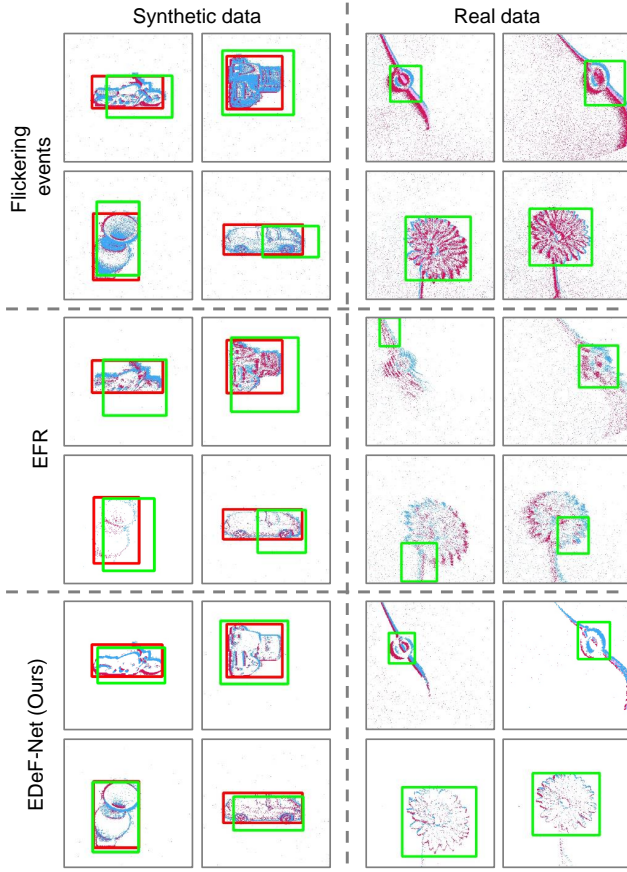 Synthetic data
Real data
Flickering
events
EFR
EDeF-Net (Ours)